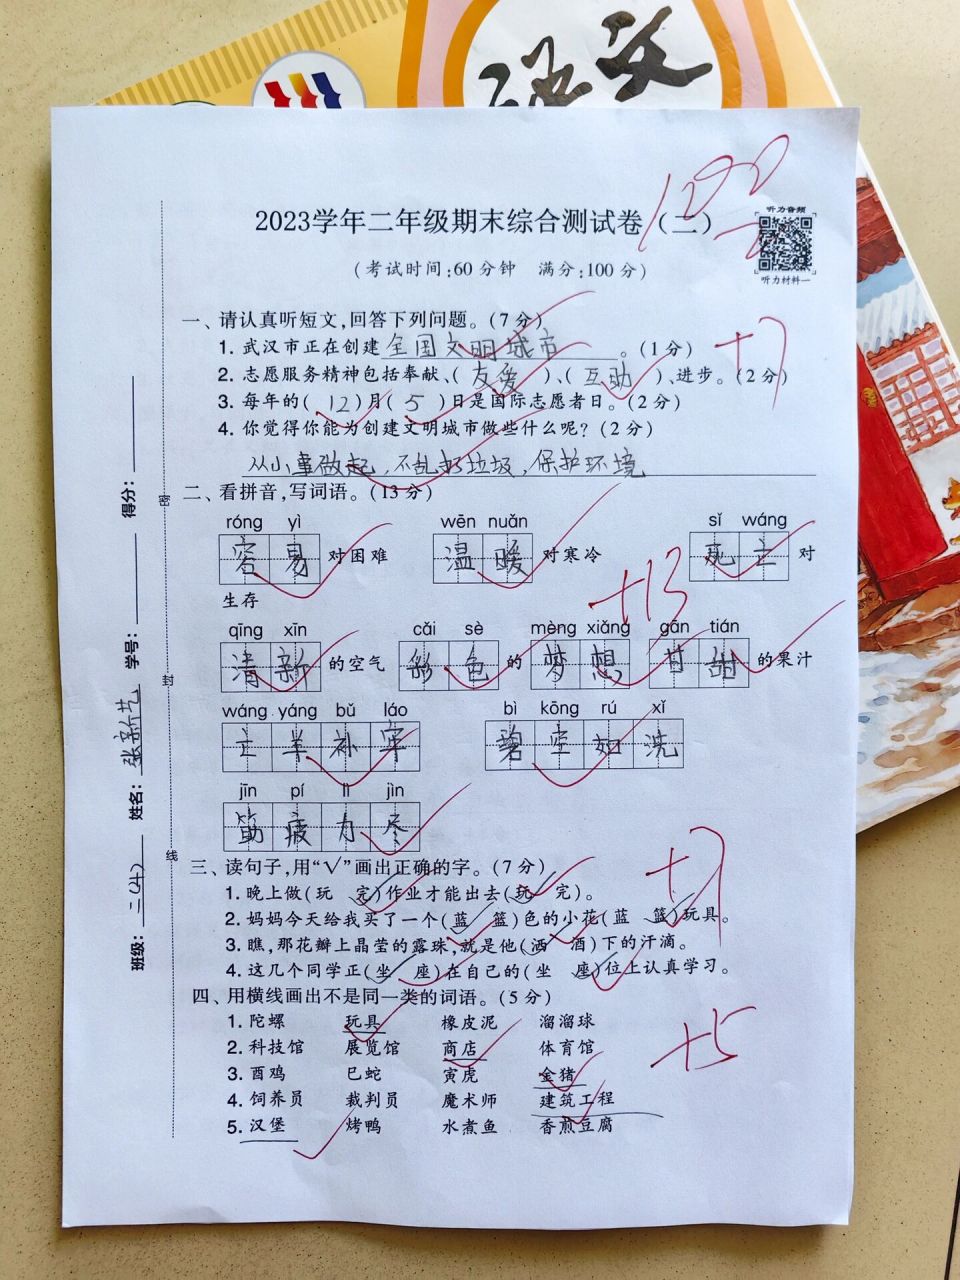 语文
100
2023学年二年级期末综合测试卷（二）
听力音频
听力材料一
（考试时间:60分钟 满分:100分）
一、请认真听短文,回答下列问题。(7分)
+7
1. 武汉市正在创建全国文明城市。(1分)
2. 志愿服务精神包括奉献、(友爱)、(互助)、进步。(2分)
3. 每年的(12)月(5)日是国际志愿者日。(2分)
4. 你觉得你能为创建文明城市做些什么呢？(2分)
从小事做起，不乱扔垃圾，保护环境
二、看拼音,写词语。(13分)
+13
róng yì wēn nuǎn sǐ wáng
容易 对困难 温暖 对寒冷 死亡 对
生存
qīng xīn cǎi sè mèng xiǎng gān tián
清新 的空气 彩色 的 梦想 甘甜 的果汁
wáng yáng bǔ láo bì kōng rú xǐ
亡羊补牢 碧空如洗
jīn pí lì jìn
筋疲力尽
三、读句子,用“√”画出正确的字。(7分)
+7
1. 晚上做(玩 完)作业才能出去(玩 完)。
2. 妈妈今天给我买了一个(蓝 篮)色的小花(蓝 篮)玩具。
3. 瞧,那花瓣上晶莹的露珠,就是他(洒 酒)下的汗滴。
4. 这几个同学正(坐 座)在自己的(坐 座)位上认真学习。
四、用横线画出不是同一类的词语。(5分)
+5
1. 陀螺 玩具 橡皮泥 溜溜球
2. 科技馆 展览馆 商店 体育馆
3. 酉鸡 巳蛇 寅虎 金猪
4. 饲养员 裁判员 魔术师 建筑工程
5. 汉堡 烤鸭 水煮鱼 香煎豆腐
班级: 二(4) 姓名: 张新艺 学号: 得分:
密
封
线